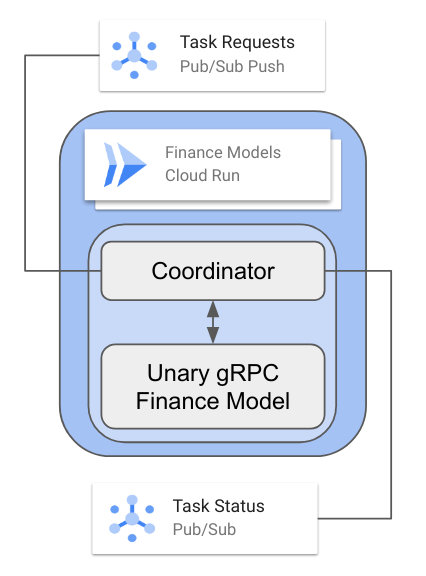 Task Requests
Pub/Sub Push
Finance Models
Cloud Run
Coordinator
Unary gRPC
Finance Model
Task Status
Pub/Sub